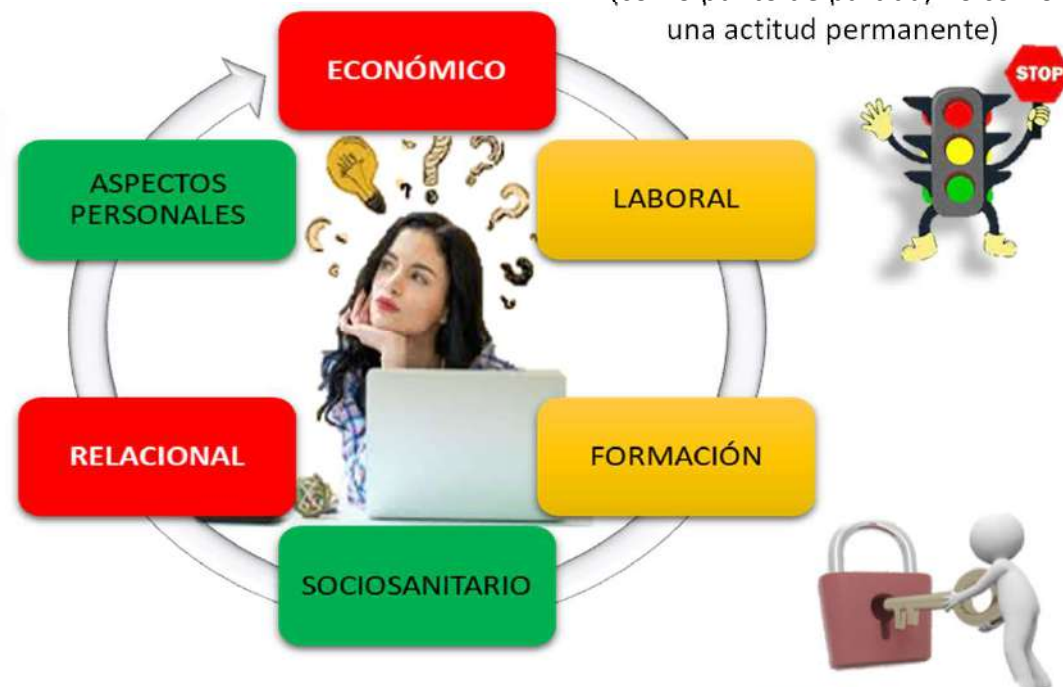 una actitud permanente)
ECONÓMICO
STOP
ASPECTOS
PERSONALES
LABORAL
RELACIONAL
FORMACIÓN
SOCIOSANITARIO